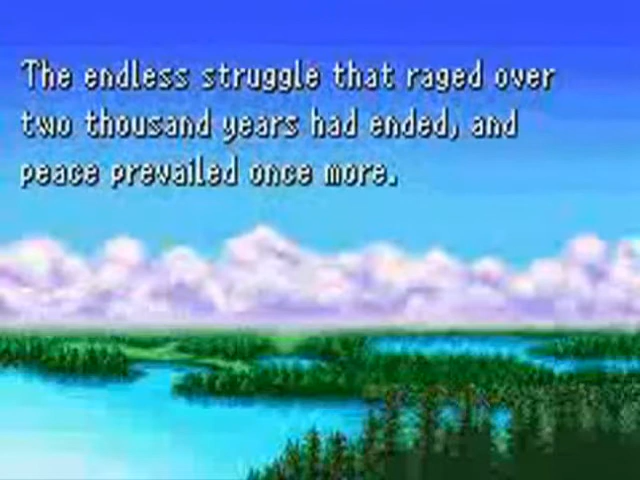 The endless struggle that raged over
two thousand years had ended, and
peace prevailed once more.